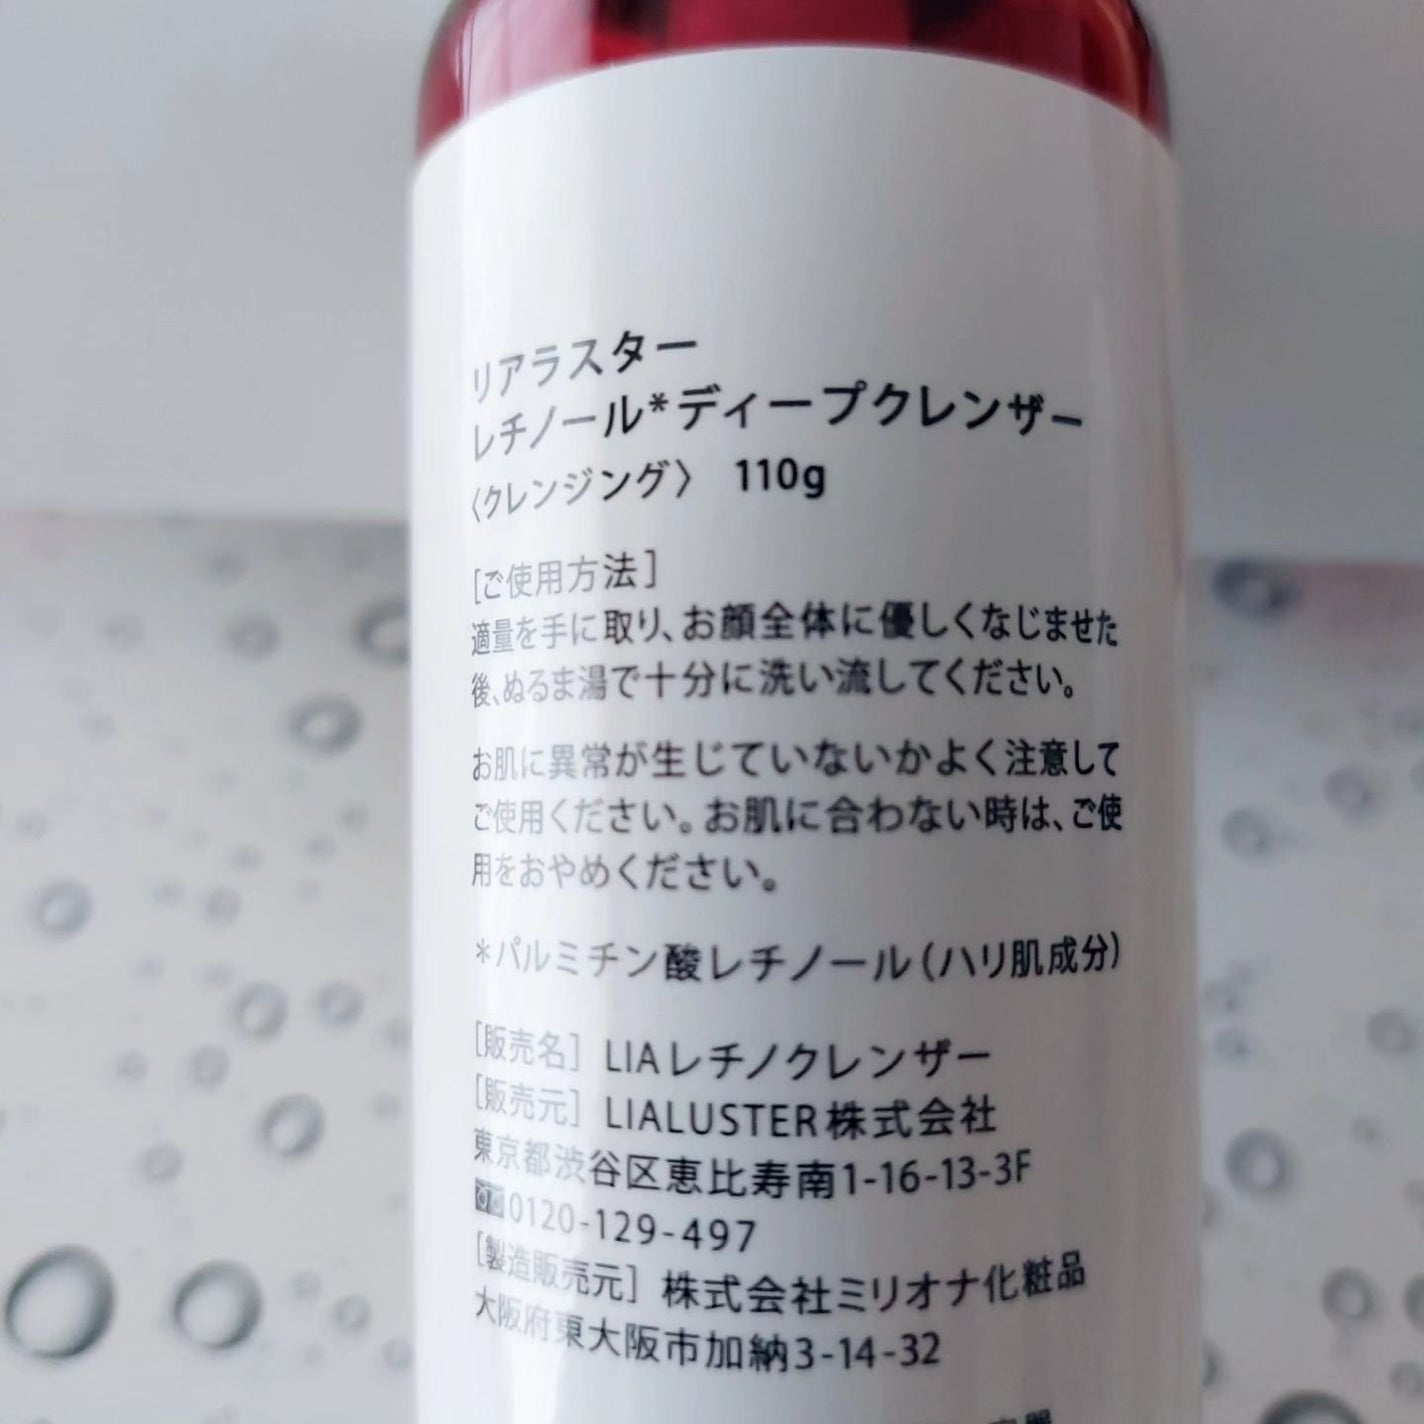 リアラスター
レチノール*ディープクレンザー
〈クレンジング〉 110g
[ご使用方法]
適量を手に取り、お顔全体に優しくなじませた
後、ぬるま湯で十分に洗い流してください。
お肌に異常が生じていないかよく注意して
ご使用ください。お肌に合わない時は、ご使
用をおやめください。
*パルミチン酸レチノール(ハリ肌成分)
[販売名] LIAレチノクレンザー
[販売元] LIALUSTER株式会社
東京都渋谷区恵比寿南1-16-13-3F
0120-129-497
[製造販売元] 株式会社ミリオナ化粧品
大阪府東大阪市加納3-14-32